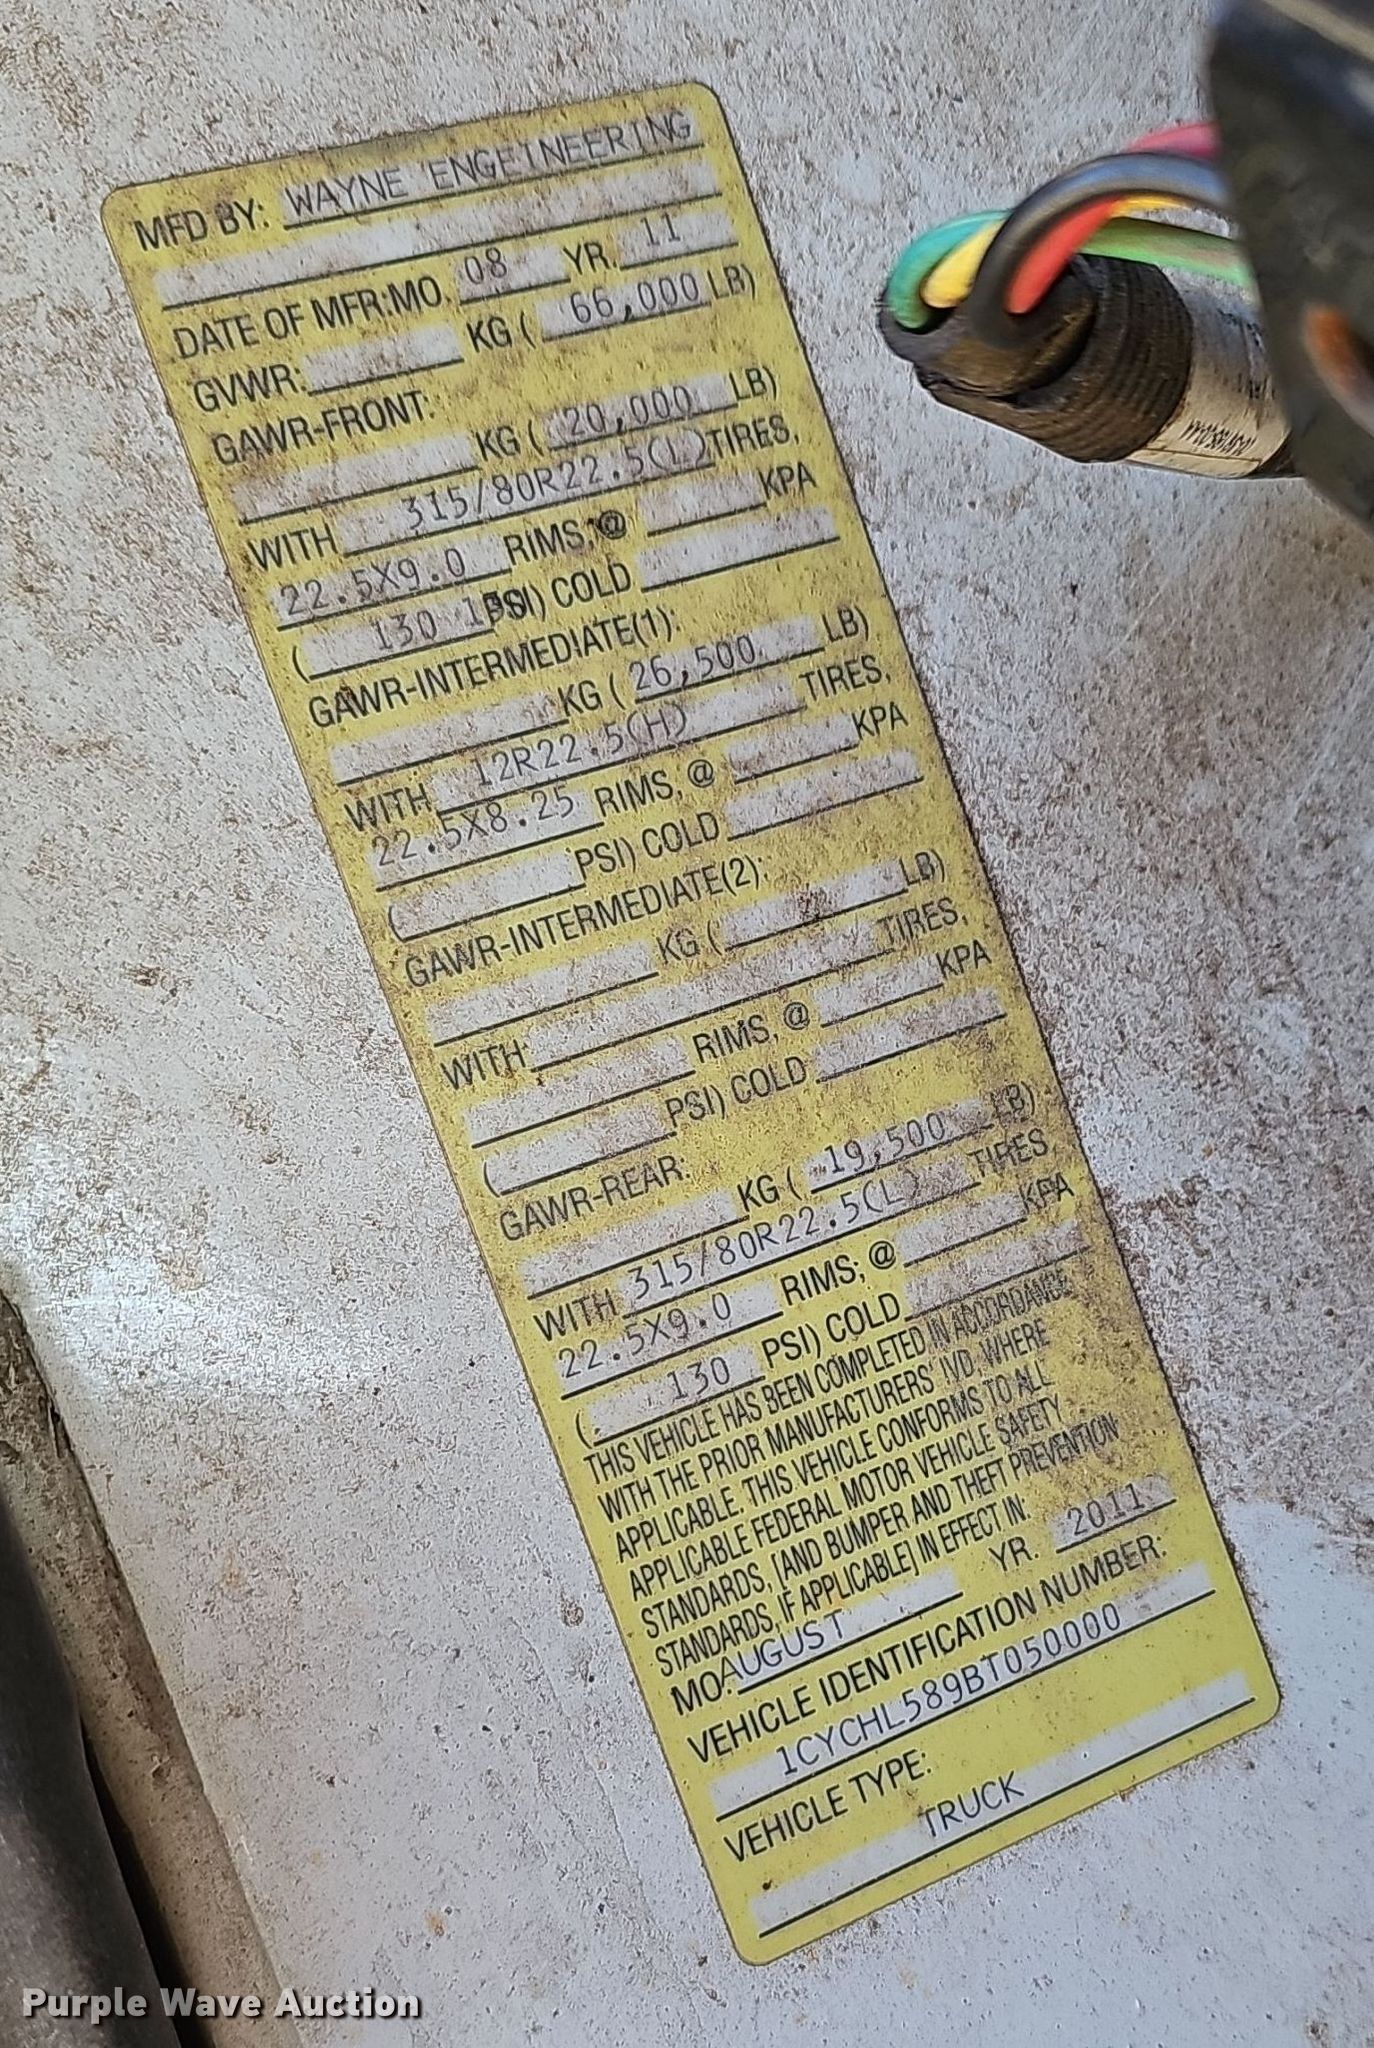 MFD BY: WAYNE ENGEINEERING
DATE OF MFR:MO. 08 YR. 11
GVWR: KG ( 66,000 LB)
GAWR-FRONT:
KG ( 20,000 LB)
WITH 315/80R22.5(L) TIRES,
22.5X9.0 RIMS, @ KPA
( 130 PSI) COLD
GAWR-INTERMEDIATE(1):
KG ( 26,500 LB)
WITH 12R22.5(H) TIRES,
22.5X8.25 RIMS, @ KPA
( PSI) COLD
GAWR-INTERMEDIATE(2):
KG ( LB)
WITH TIRES,
RIMS, @ KPA
( PSI) COLD
GAWR-REAR:
KG ( 19,500 LB)
WITH 315/80R22.5(L) TIRES,
22.5X9.0 RIMS; @ KPA
( 130 PSI) COLD
THIS VEHICLE HAS BEEN COMPLETED IN ACCORDANCE
WITH THE PRIOR MANUFACTURERS' IVD, WHERE
APPLICABLE. THIS VEHICLE CONFORMS TO ALL
APPLICABLE FEDERAL MOTOR VEHICLE SAFETY
STANDARDS, [AND BUMPER AND THEFT PREVENTION
STANDARDS, IF APPLICABLE] IN EFFECT IN:
MO. AUGUST YR. 2011
VEHICLE IDENTIFICATION NUMBER:
1CYCHL589BT050000
VEHICLE TYPE:
TRUCK
Purple Wave Auction